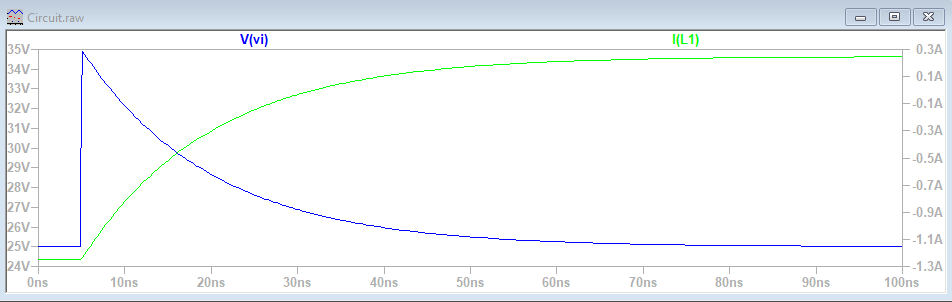 Circuit.raw
V(vi) I(L1)
35V 0.3A
34V 0.1A
33V -0.1A
32V
31V -0.3A
30V -0.5A
29V
28V -0.7A
27V -0.9A
26V
25V -1.1A
24V -1.3A
0ns 10ns 20ns 30ns 40ns 50ns 60ns 70ns 80ns 90ns 100ns